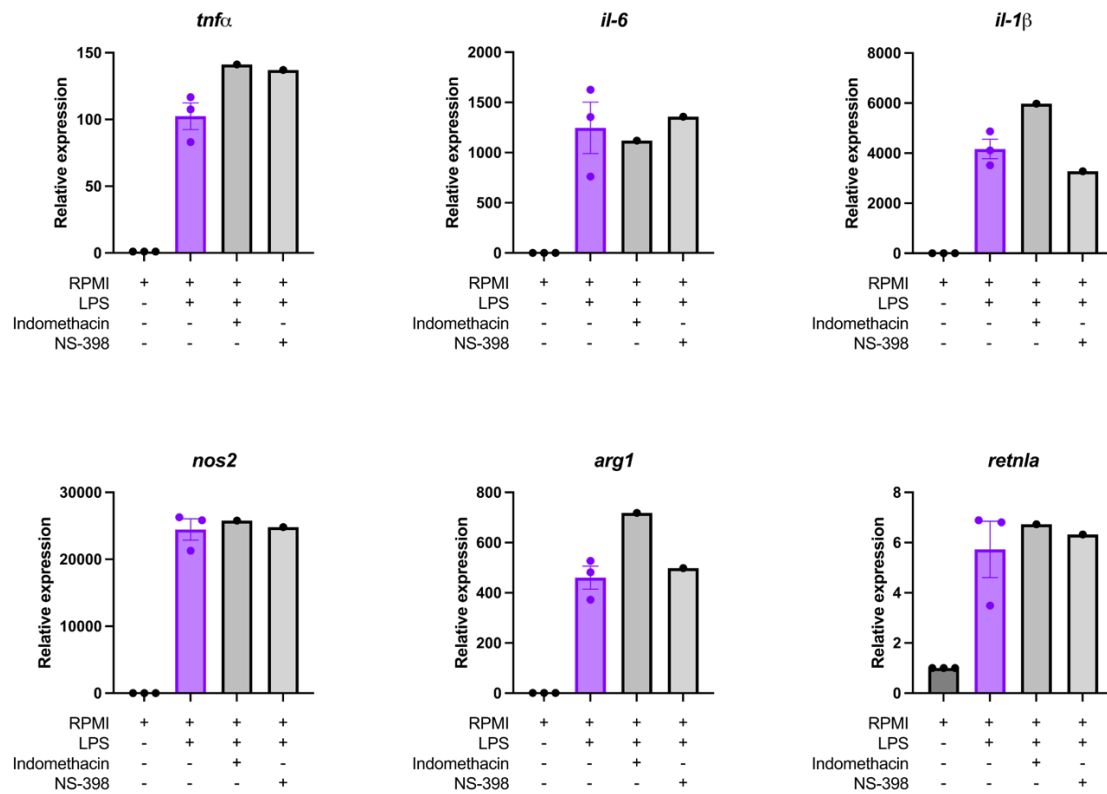 tnfα il-6 il-1β
150 2000 8000
Relative expression Relative expression Relative expression
100 1500 6000
1000 4000
50 500 2000
0 0 0
RPMI + + + + RPMI + + + + RPMI + + + +
LPS - + + + LPS - + + + LPS - + + +
Indomethacin - - + - Indomethacin - - + - Indomethacin - - + -
NS-398 - - - + NS-398 - - - + NS-398 - - - +
nos2 arg1 retnla
30000 800 8
Relative expression Relative expression Relative expression
20000 600 6
400 4
10000 200 2
0 0 0
RPMI + + + + RPMI + + + + RPMI + + + +
LPS - + + + LPS - + + + LPS - + + +
Indomethacin - - + - Indomethacin - - + - Indomethacin - - + -
NS-398 - - - + NS-398 - - - + NS-398 - - - +